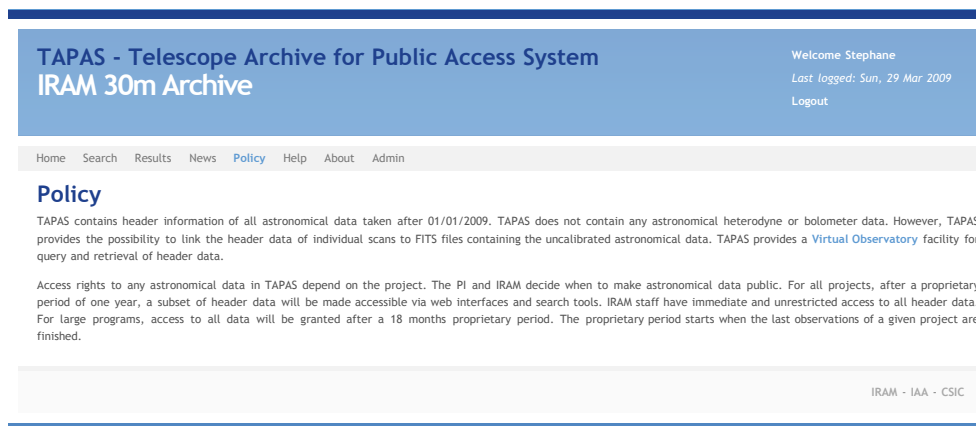 TAPAS - Telescope Archive for Public Access System
IRAM 30m Archive
Welcome Stephane
Last logged: Sun, 29 Mar 2009
Logout
Home Search Results News Policy Help About Admin
Policy
TAPAS contains header information of all astronomical data taken after 01/01/2009. TAPAS does not contain any astronomical heterodyne or bolometer data. However, TAPAS
provides the possibility to link the header data of individual scans to FITS files containing the uncalibrated astronomical data. TAPAS provides a Virtual Observatory facility for
query and retrieval of header data.
Access rights to any astronomical data in TAPAS depend on the project. The PI and IRAM decide when to make astronomical data public. For all projects, after a proprietary
period of one year, a subset of header data will be made accessible via web interfaces and search tools. IRAM staff have immediate and unrestricted access to all header data.
For large programs, access to all data will be granted after a 18 months proprietary period. The proprietary period starts when the last observations of a given project are
finished.
IRAM - IAA - CSIC